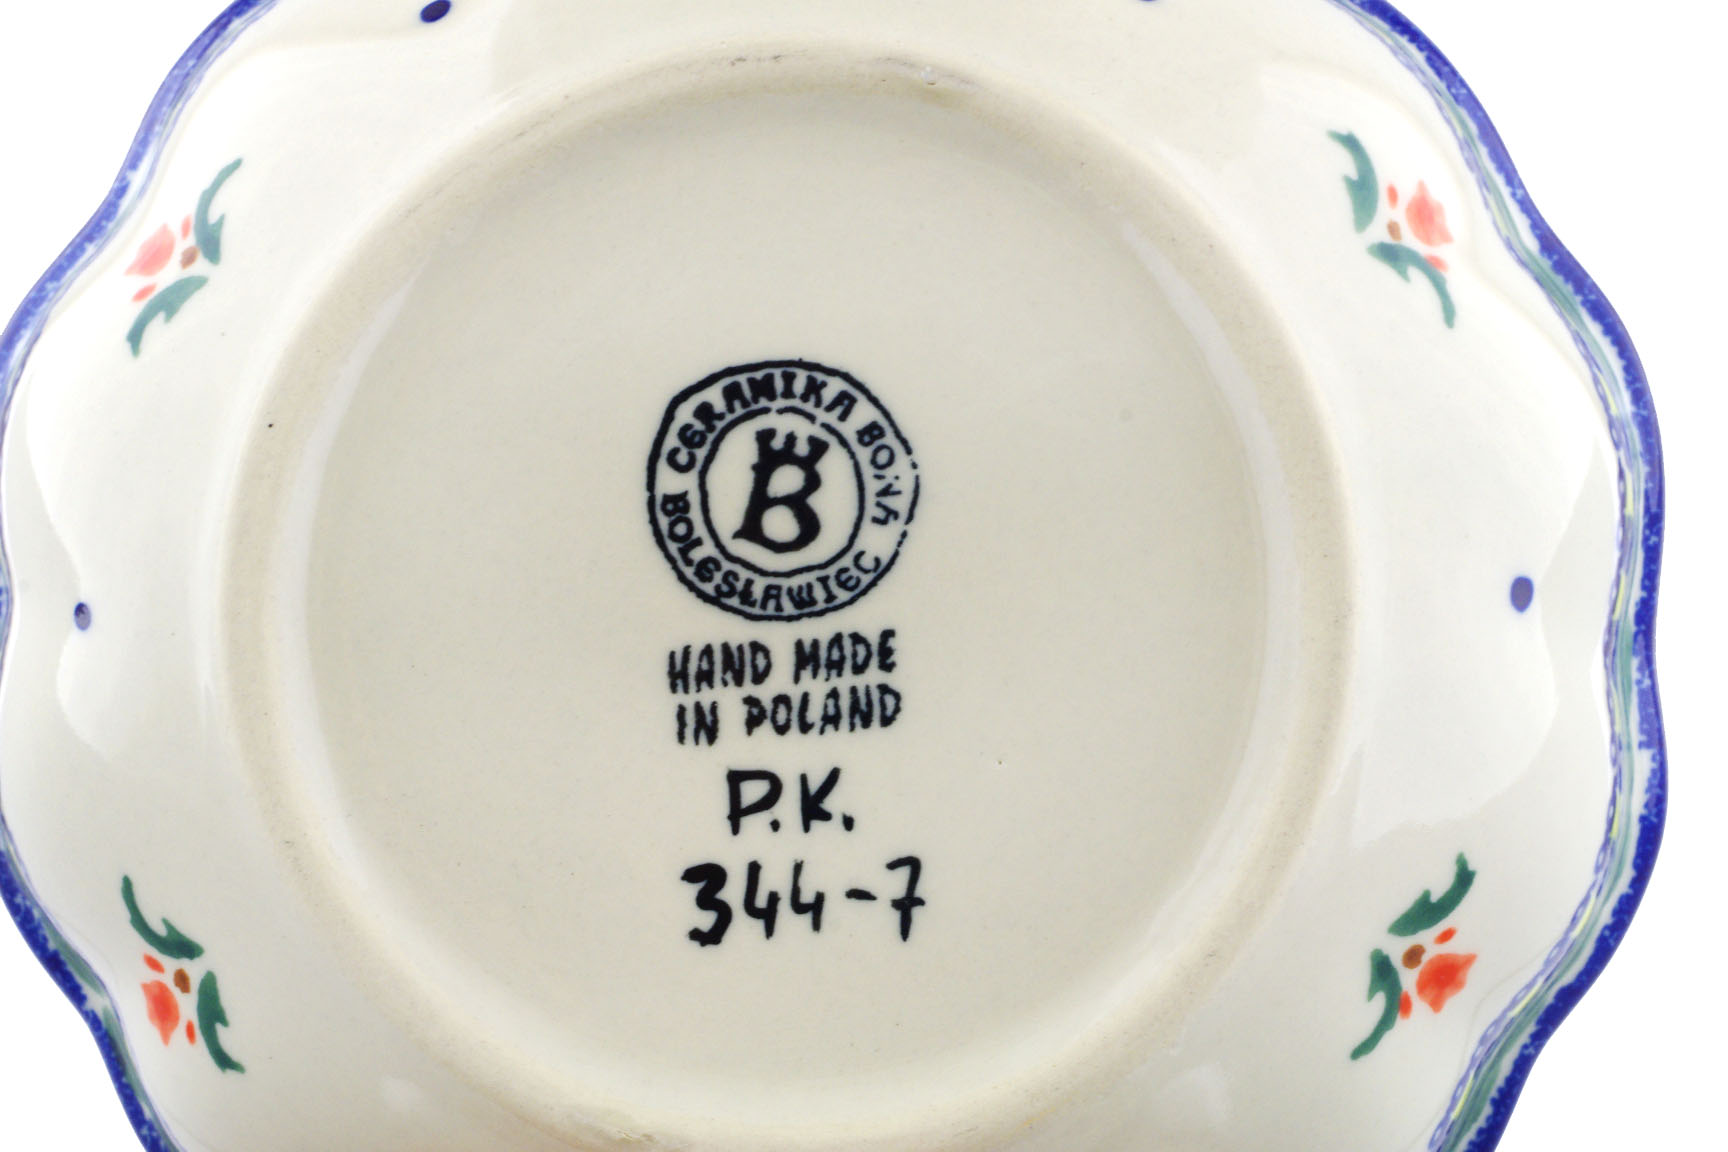 CERAMIKA BONA
BOLESŁAWIEC
B
HAND MADE
IN POLAND
P.K.
344-7